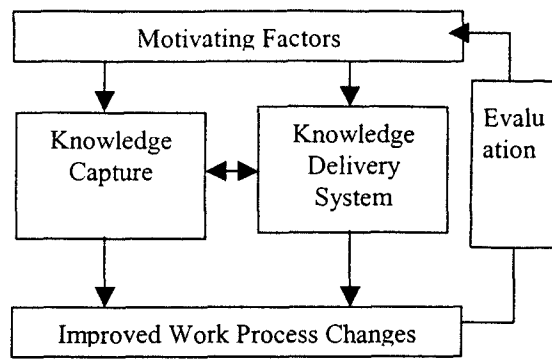 Motivating Factors
Knowledge
Capture
Knowledge
Delivery
System
Evalu
ation
Improved Work Process Changes